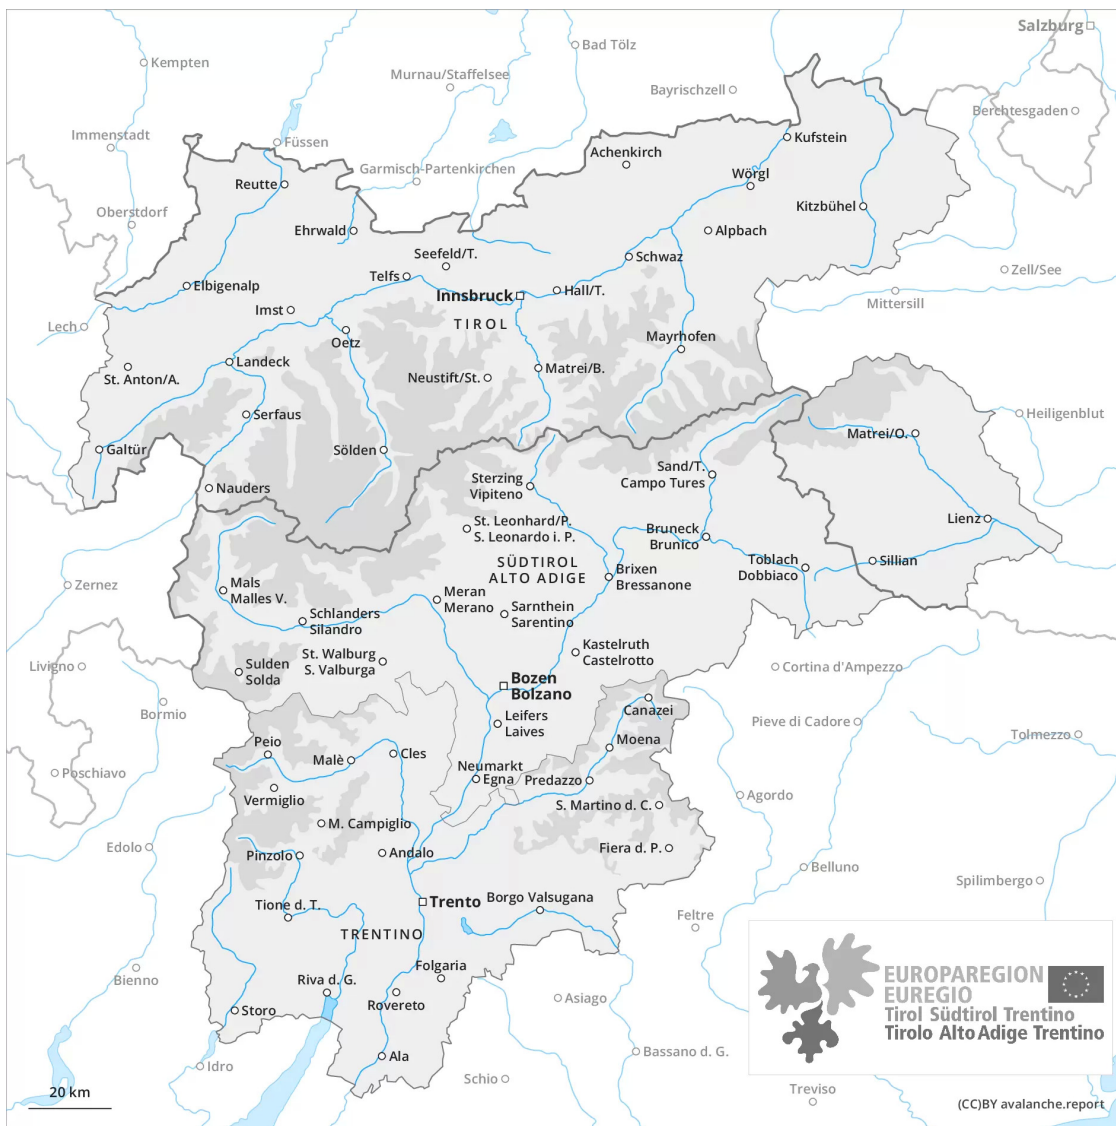 Salzburg
Bad Tölz
Kempten
Murnau/Staffelsee
Bayrischzell
Berchtesgaden
Immenstadt
Füssen
Kufstein
Achenkirch
Garmisch-Partenkirchen
Wörgl
Reutte
Kitzbühel
Oberstdorf
Ehrwald
Alpbach
Seefeld/T.
Schwaz
Zell/See
Telfs
Elbigenalp
Innsbruck
Hall/T.
Mittersill
Imst
Lech
TIROL
Oetz
Mayrhofen
Landeck
St. Anton/A.
Neustift/St.
Matrei/B.
Serfaus
Heiligenblut
Matrei/O.
Galtür
Sölden
Sand/T.
Campo Tures
Sterzing
Vipiteno
Nauders
Lienz
St. Leonhard/P.
S. Leonardo i. P.
Bruneck
Brunico
SÜDTIROL
ALTO ADIGE
Toblach
Dobbiaco
Sillian
Brixen
Bressanone
Zernez
Mals
Malles V.
Meran
Merano
Sarnthein
Sarentino
Schlanders
Silandro
Kastelruth
Castelrotto
St. Walburg
S. Valburga
Livigno
Sulden
Solda
Cortina d'Ampezzo
Bozen
Bolzano
Canazei
Bormio
Leifers
Laives
Pieve di Cadore
Tolmezzo
Peio
Moena
Malè
Cles
Poschiavo
Neumarkt
Egna
Predazzo
Vermiglio
S. Martino d. C.
Agordo
M. Campiglio
Edolo
Fiera d. P.
Pinzolo
Andalo
Belluno
Spilimbergo
Trento
Borgo Valsugana
Tione d. T.
Feltre
TRENTINO
Folgaria
Bienno
Riva d. G.
Rovereto
Asiago
Storo
EUROPAREGION
EUREGIO
Tirol Südtirol Trentino
Tirolo Alto Adige Trentino
Ala
Bassano d. G.
Idro
Schio
Treviso
20 km
(CC)BY avalanche.report